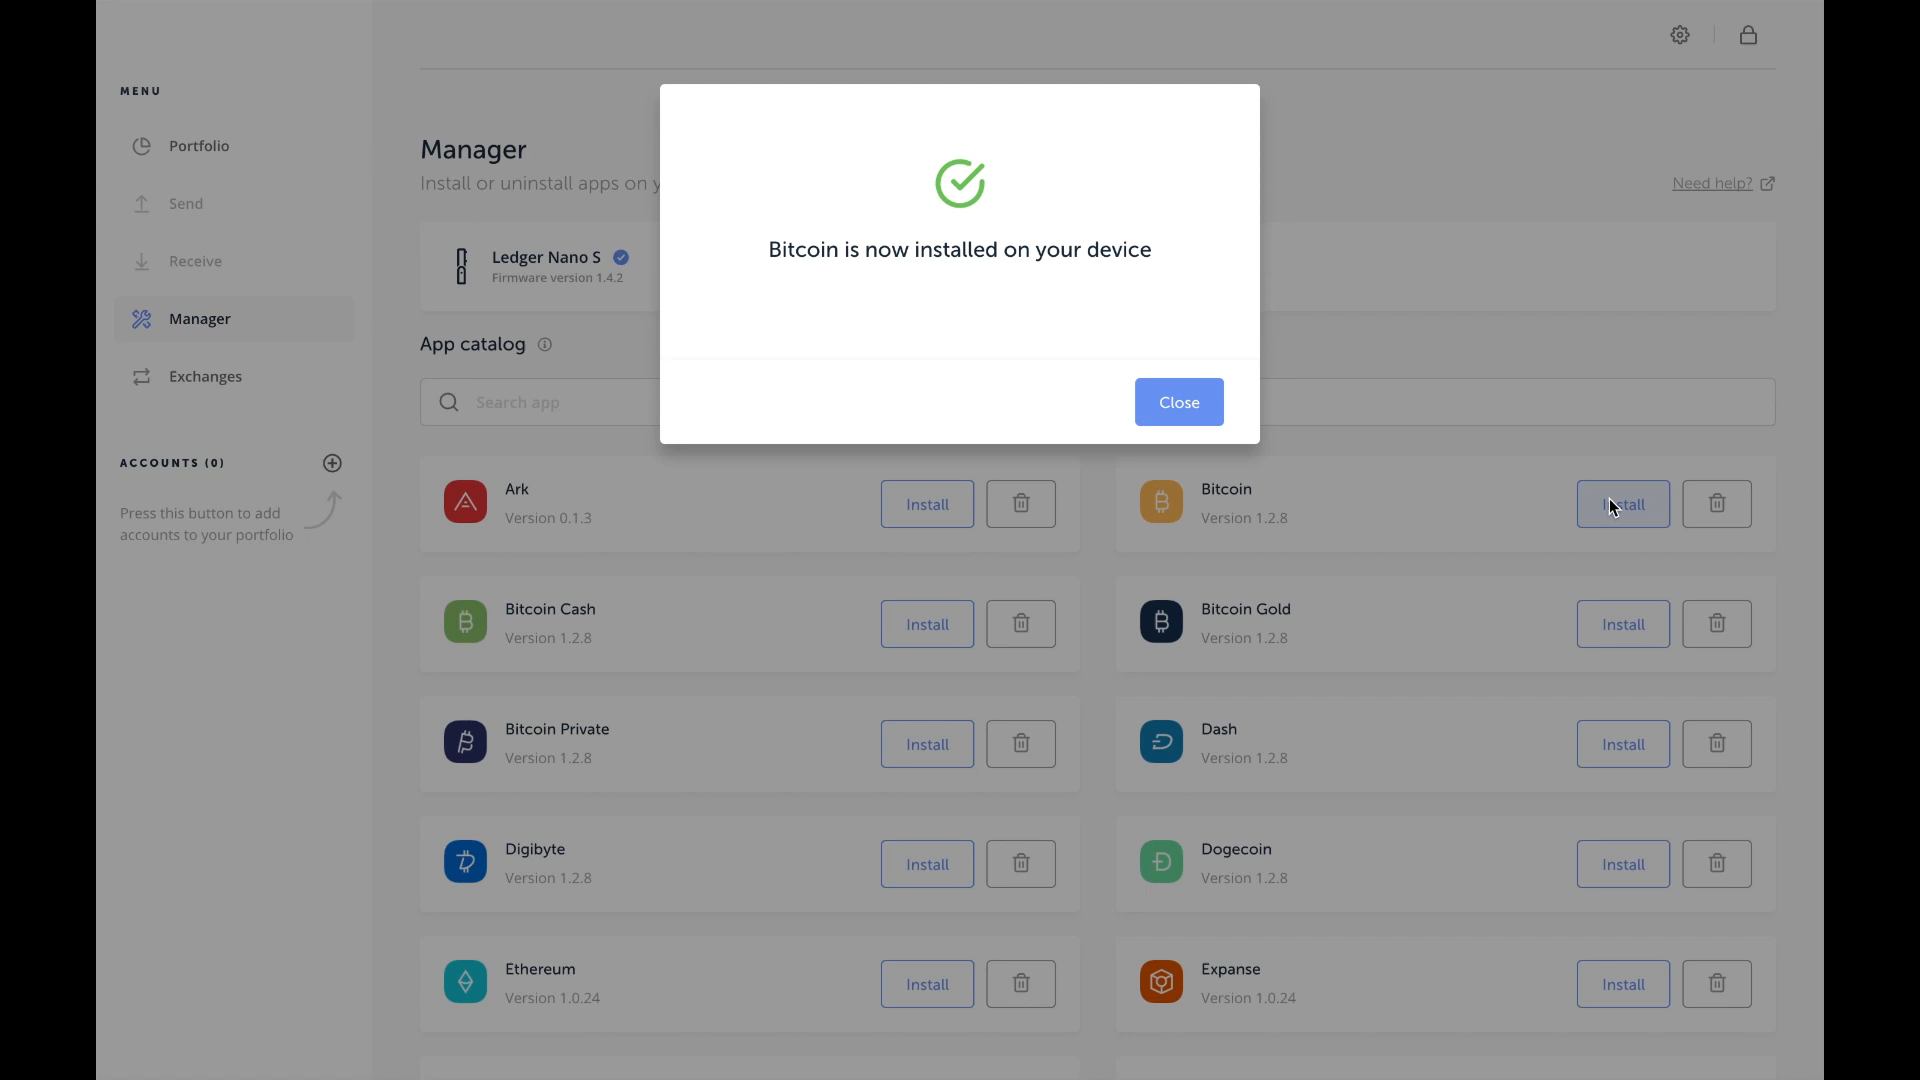 MENU
Portfolio
Send
Receive
Manager
Exchanges
ACCOUNTS (0)
Press this button to add
accounts to your portfolio
Manager
Install or uninstall apps on y
Need help?
Ledger Nano S
Firmware version 1.4.2
App catalog
Search app
Bitcoin is now installed on your device
Close
Ark
Version 0.1.3
Install
Bitcoin
Version 1.2.8
Install
Bitcoin Cash
Version 1.2.8
Install
Bitcoin Gold
Version 1.2.8
Install
Bitcoin Private
Version 1.2.8
Install
Dash
Version 1.2.8
Install
Digibyte
Version 1.2.8
Install
Dogecoin
Version 1.2.8
Install
Ethereum
Version 1.0.24
Install
Expanse
Version 1.0.24
Install